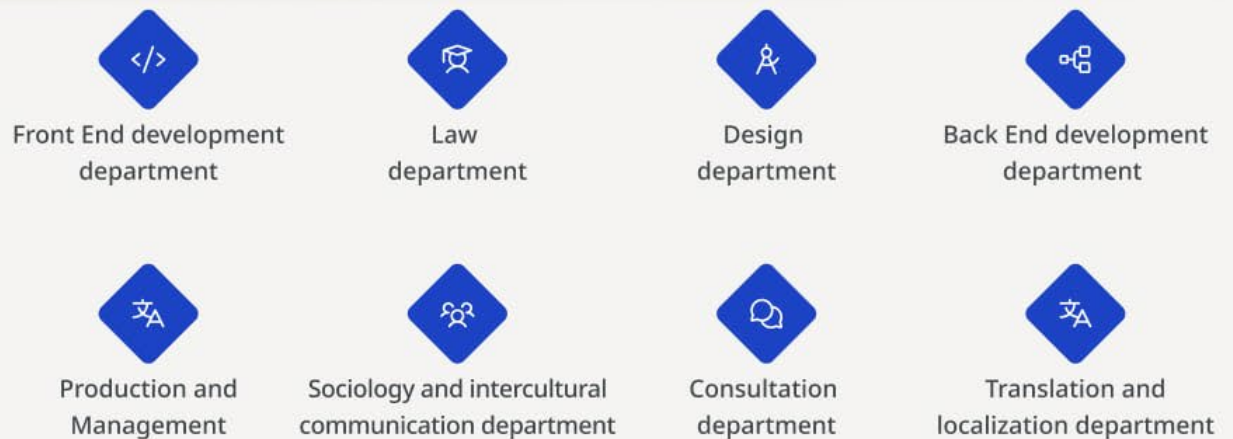 Front End development
department
Law
department
Design
department
Back End development
department
Production and
Management
Sociology and intercultural
communication department
Consultation
department
Translation and
localization department